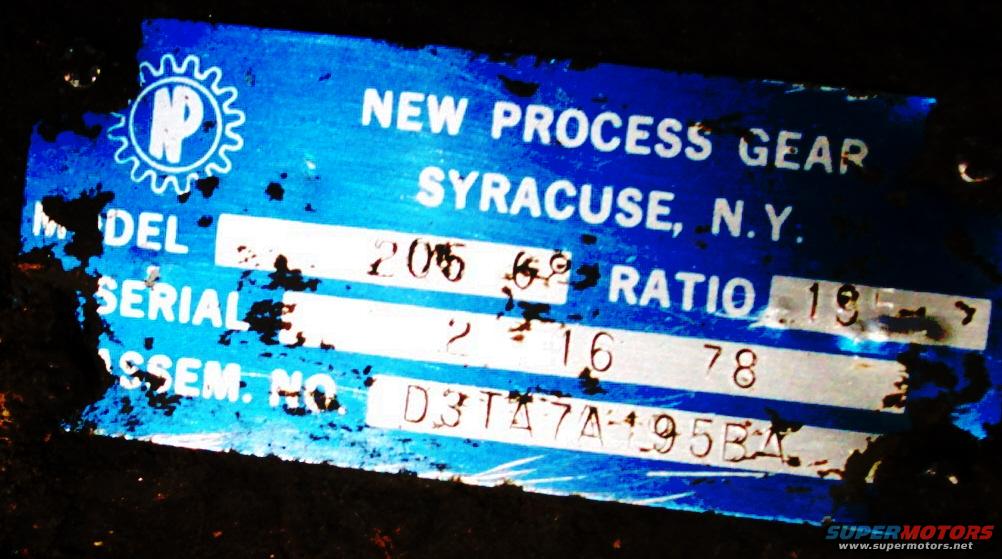 NP
NEW PROCESS GEAR
SYRACUSE, N.Y.
MODEL 205 6° RATIO
SERIAL 2 16 78
ASSEM. NO. D3TA7A195BA
SUPERMOTORS
www.supermotors.net